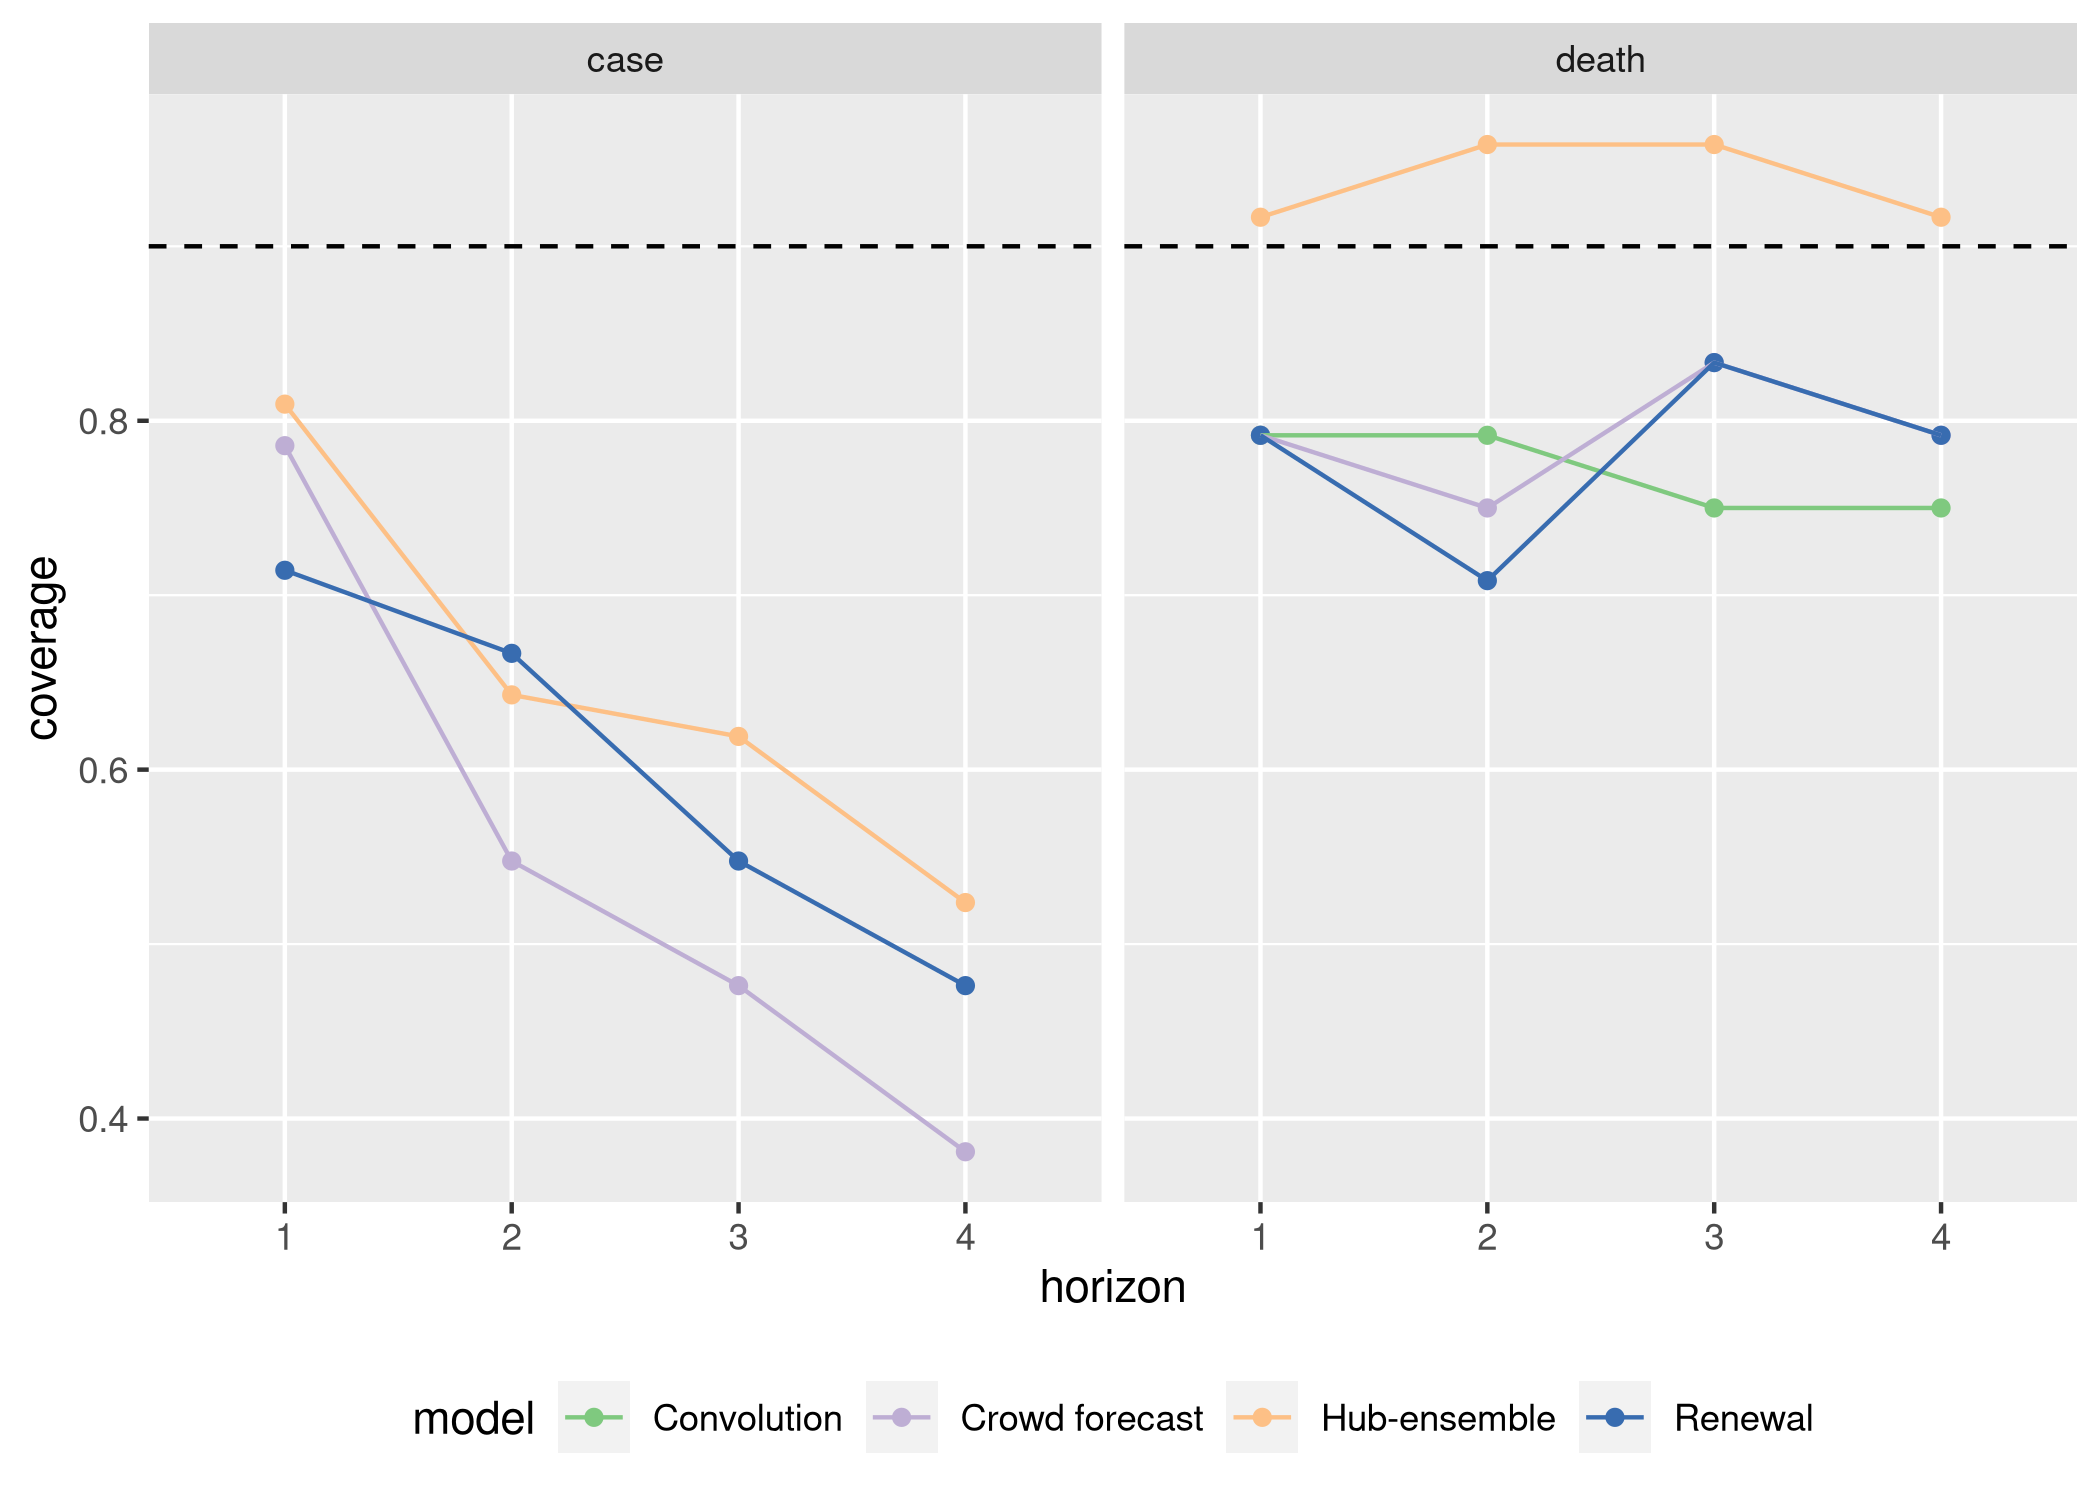 case
death
0.8
0.6
0.4
coverage
1 2 3 4
1 2 3 4
horizon
model Convolution Crowd forecast Hub-ensemble Renewal